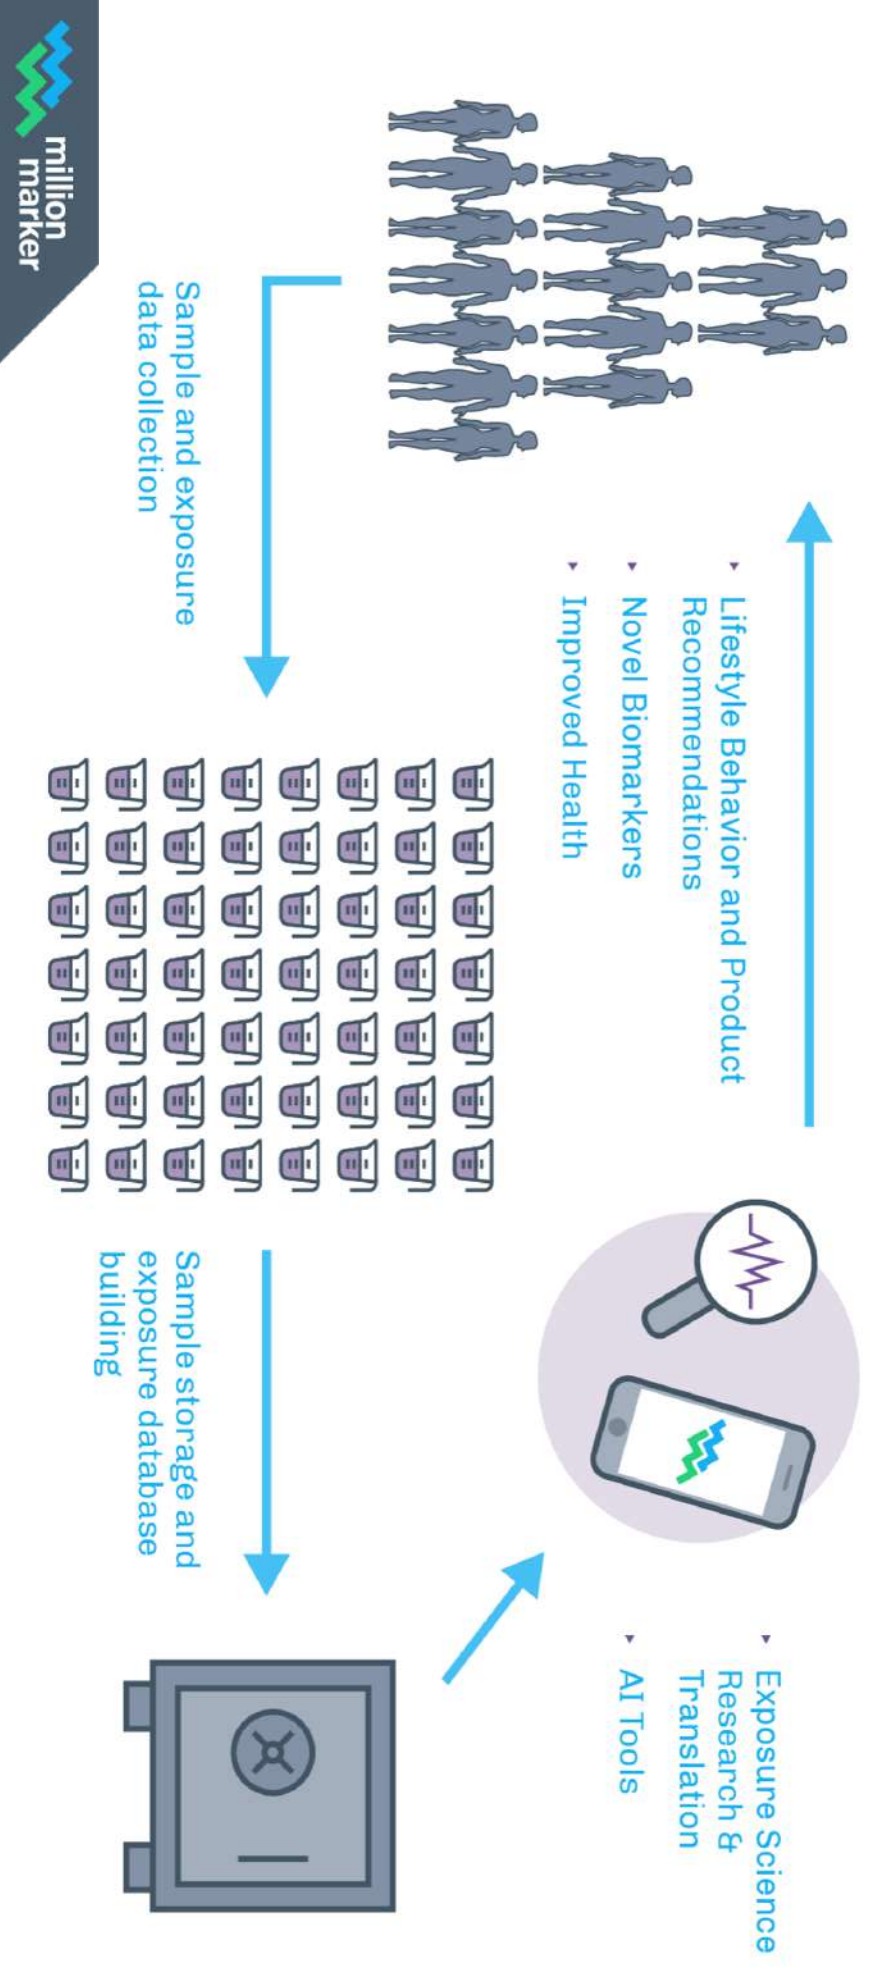 Lifestyle Behavior and Product
Recommendations
Novel Biomarkers
Improved Health
Exposure Science
Research &
Translation
AI Tools
Sample and exposure
data collection
Sample storage and
exposure database
building
million
marker